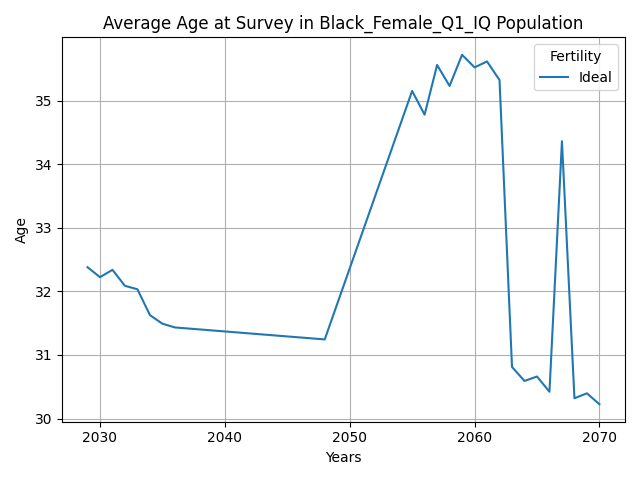 Average Age at Survey in Black_Female_Q1_IQ Population
Fertility
Ideal
Age
35
34
33
32
31
30
2030 2040 2050 2060 2070
Years